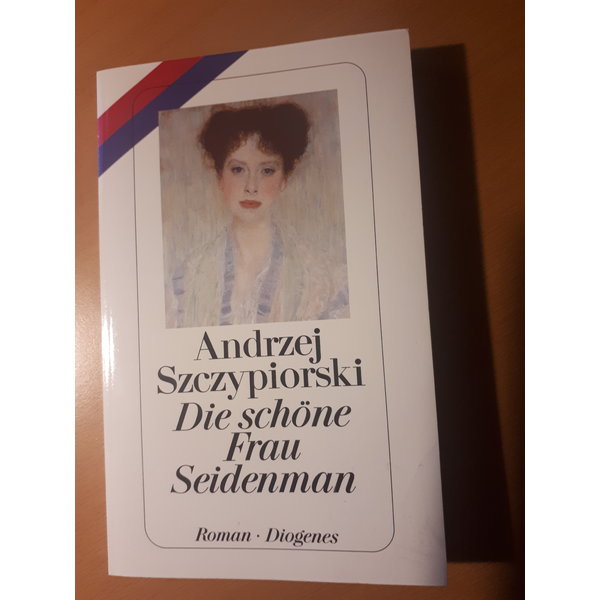 Andrzej
Szczypiorski
Die schöne
Frau
Seidenman
Roman · Diogenes